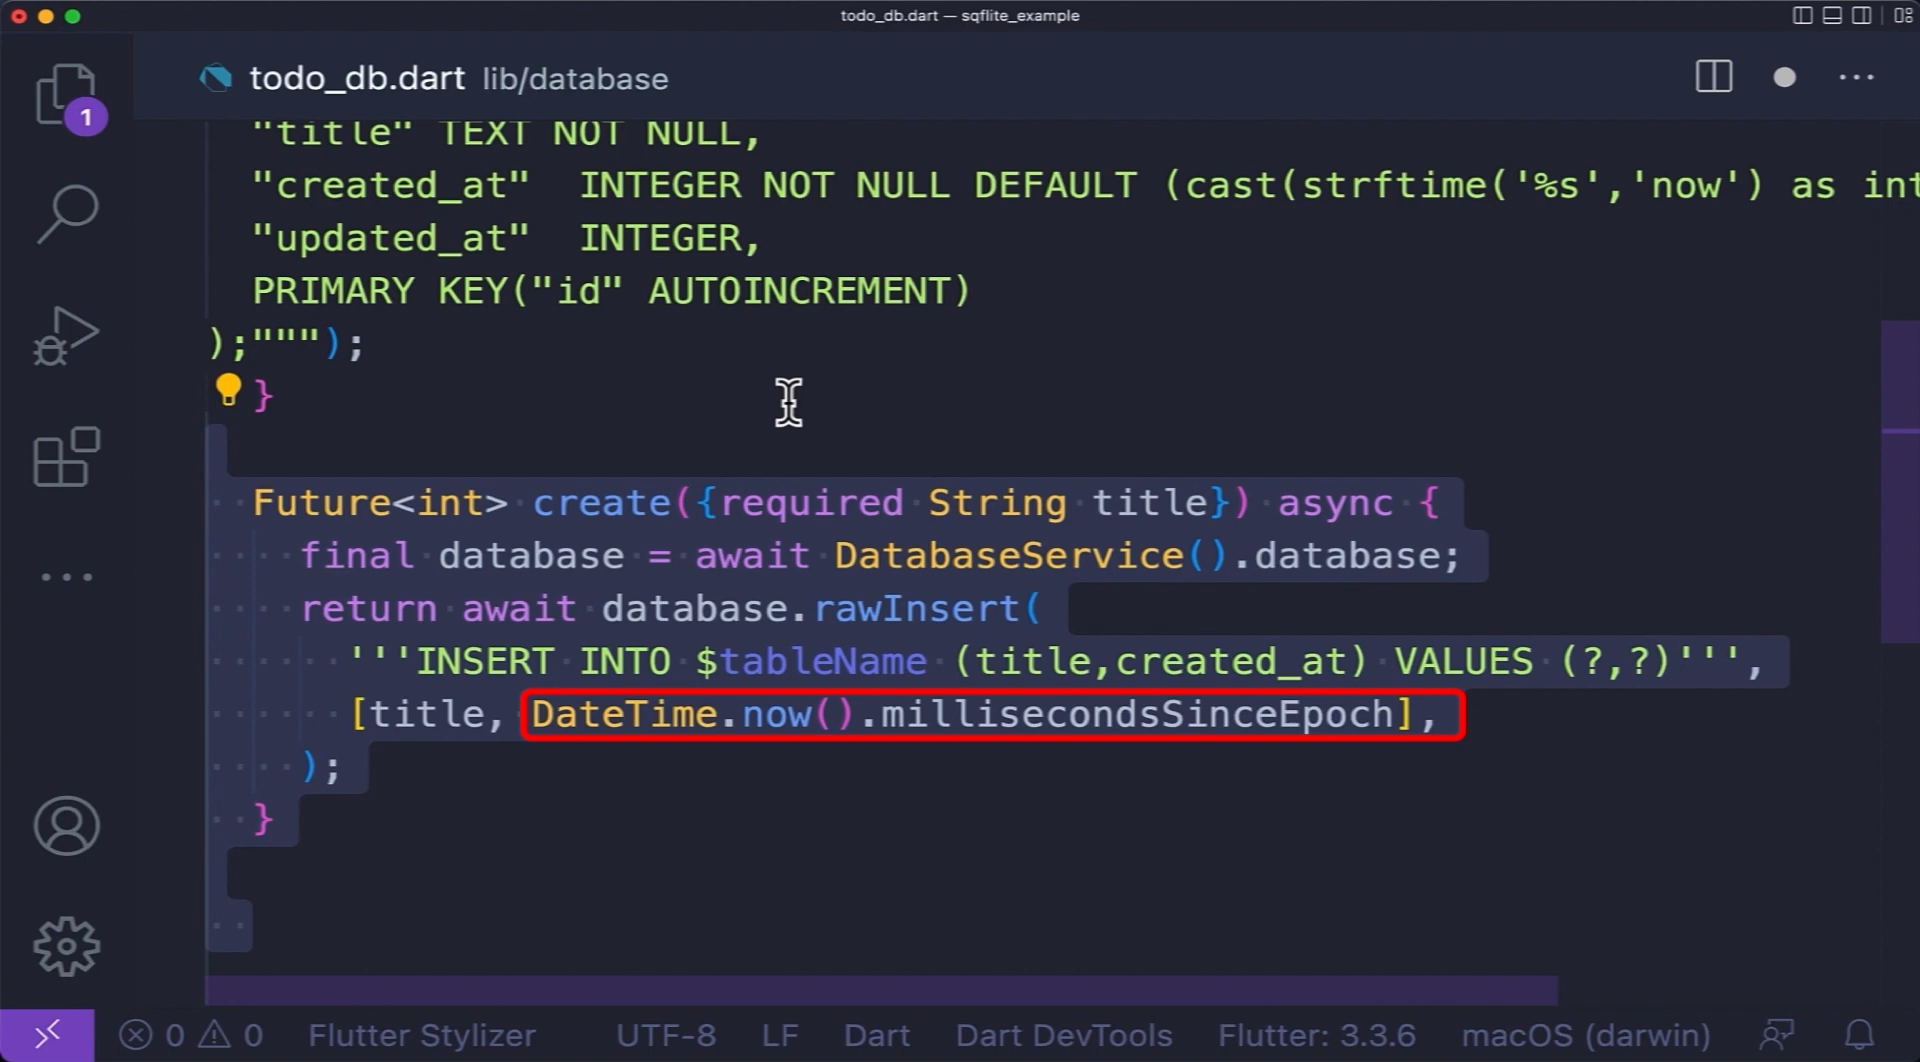 todo_db.dart — sqflite_example
todo_db.dart lib/database
1
"title" TEXT NOT NULL,
"created_at"  INTEGER NOT NULL DEFAULT (cast(strftime('%s','now') as int
"updated_at"  INTEGER,
PRIMARY KEY("id" AUTOINCREMENT)
);""");
}
Future<int> create({required String title}) async {
final database = await DatabaseService().database;
return await database.rawInsert(
'''INSERT INTO $tableName (title,created_at) VALUES (?,?)''',
[title, DateTime.now().millisecondsSinceEpoch],
);
}
0 0 Flutter Stylizer UTF-8 LF Dart Dart DevTools Flutter: 3.3.6 macOS (darwin)